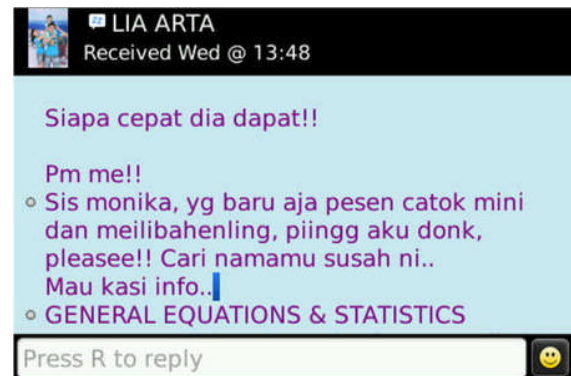 LIA ARTA
Received Wed @ 13:48
Siapa cepat dia dapat!!
Pm me!!
Sis monika, yg baru aja pesen catok mini
dan meilibahenling, piingg aku donk,
pleasee!! Cari namamu susah ni..
Mau kasi info..
GENERAL EQUATIONS & STATISTICS
Press R to reply